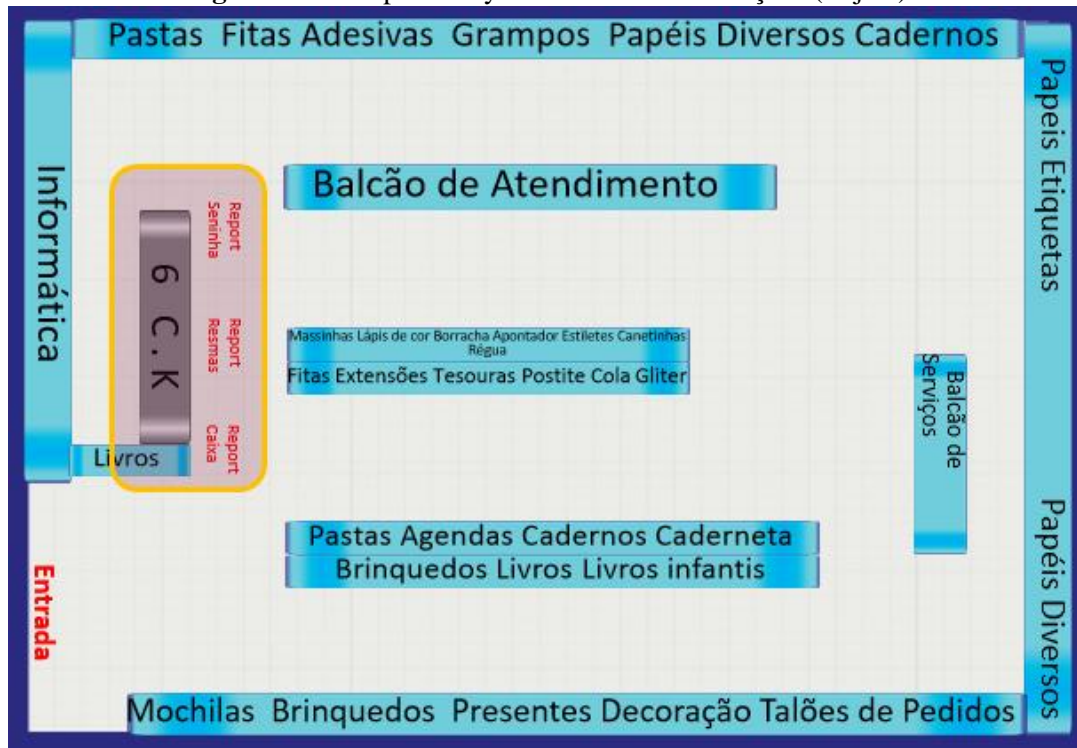 Pastas Fitas Adesivas Grampos Papéis Diversos Cadernos
Papeis Etiquetas
Informática
Balcão de Atendimento
Report
Seninha
6 C.K
Report
Resmas
Massinhas Lápis de cor Borracha Apontador Estiletes Canetinhas
Régua
Fitas Extensões Tesouras Postite Cola Gliter
Balcão de
Serviços
Report
Caixa
Livros
Pastas Agendas Cadernos Caderneta
Brinquedos Livros Livros infantis
Papéis Diversos
Entrada
Mochilas Brinquedos Presentes Decoração Talões de Pedidos